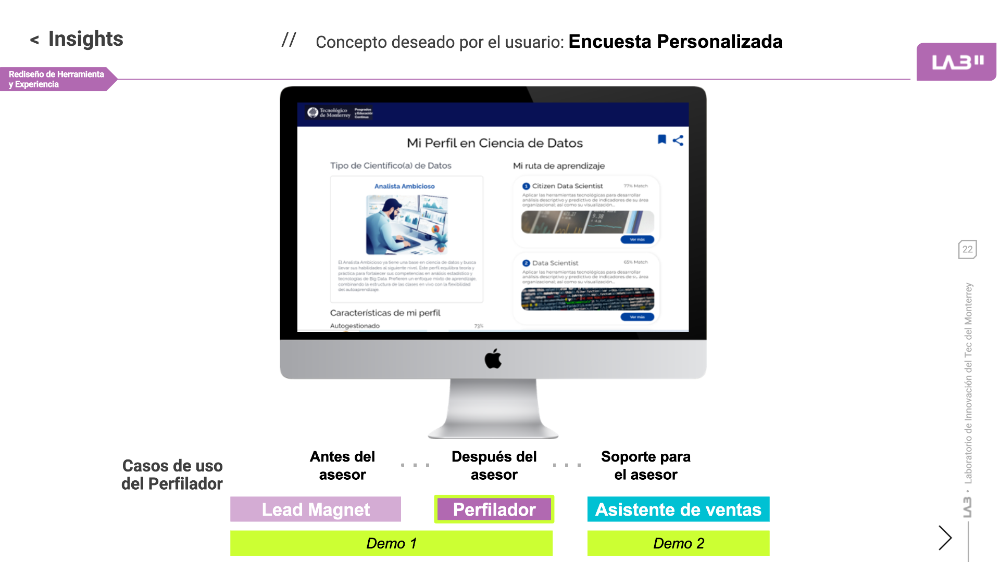 < Insights
// Concepto deseado por el usuario: Encuesta Personalizada
LAB
Rediseño de Herramienta
y Experiencia
Tecnológico
de Monterrey
Posgrados
y Educación
Continua
Mi Perfil en Ciencia de Datos
Tipo de Científico(a) de Datos
Analista Ambicioso
El Analista Ambicioso ya tiene una base en ciencia de datos y busca
llevar sus habilidades al siguiente nivel. Este perfil equilibra teoría y
práctica para fortalecer sus competencias en análisis estadístico y
tecnologías de Big Data. Prefieren un enfoque mixto de aprendizaje,
combinando la estructura de las clases en vivo con la flexibilidad
del autoaprendizaje.
Características de mi perfil
Autogestionado 73%
Mi ruta de aprendizaje
1 Citizen Data Scientist 77% Match
Aplicar las herramientas tecnológicas para desarrollar
análisis descriptivo y predictivo de indicadores de su área
organizacional; así como su visualización...
9.38
Ver más
2 Data Scientist 65% Match
Aplicar las herramientas tecnológicas para desarrollar
análisis descriptivo y predictivo de indicadores de su área
organizacional; así como su visualización...
Ver más
22
LAB • Laboratorio de Innovación del Tec del Monterrey
Casos de uso
del Perfilador
Antes del
asesor
. . .
Después del
asesor
. . .
Soporte para
el asesor
Lead Magnet
Perfilador
Asistente de ventas
Demo 1
Demo 2